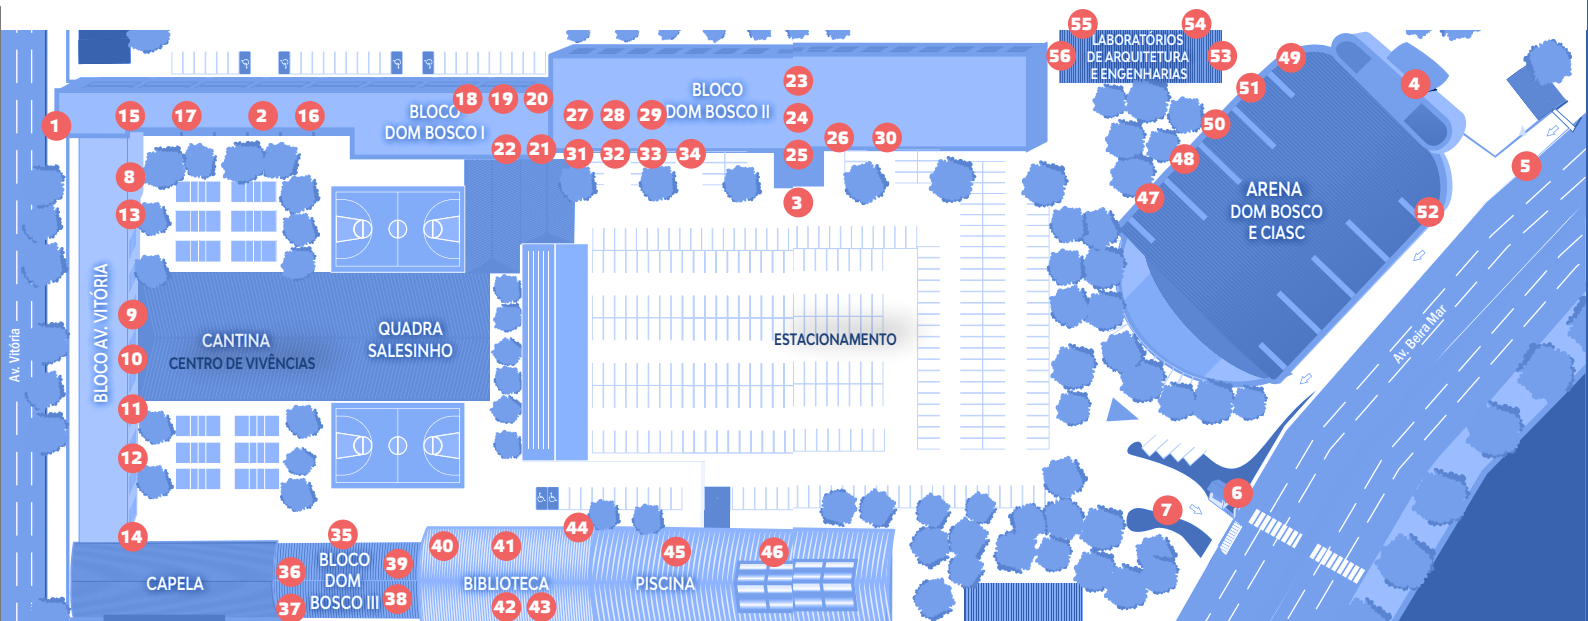 55
54
LABORATÓRIOS
DE ARQUITETURA
E ENGENHARIAS
56
53
49
4
51
50
48
47
5
52
ARENA
DOM BOSCO
E CIASC
1
15
17
2
16
18
19
20
BLOCO
DOM BOSCO I
22
21
BLOCO
DOM BOSCO II
23
24
25
26
30
27
28
29
31
32
33
34
3
8
13
9
10
11
12
14
Av. Vitória
BLOCO AV. VITÓRIA
CANTINA
CENTRO DE VIVÊNCIAS
QUADRA
SALESINHO
ESTACIONAMENTO
Av. Beira Mar
6
7
CAPELA
35
36
37
38
39
BLOCO
DOM
BOSCO III
40
41
BIBLIOTECA
42
43
44
45
PISCINA
46